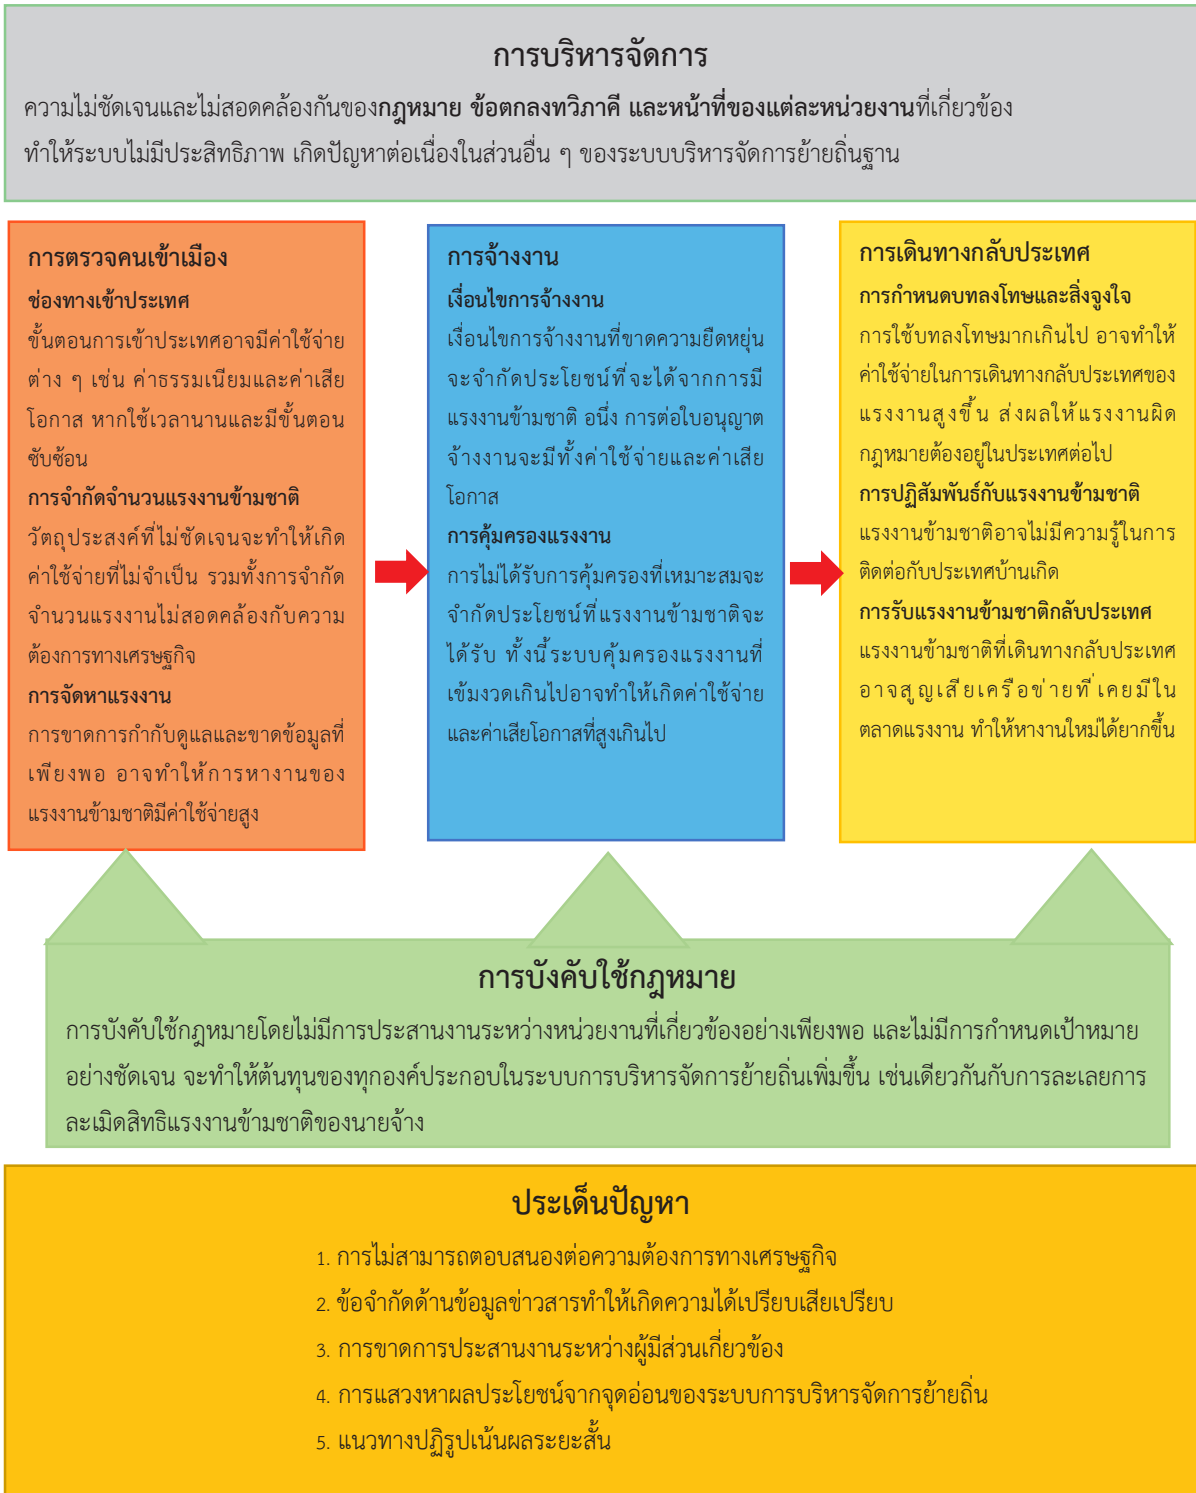 การบริหารจัดการ
ความไม่ชัดเจนและไม่สอดคล้องกันของกฎหมาย ข้อตกลงทวิภาคี และหน้าที่ของแต่ละหน่วยงานที่เกี่ยวข้อง
ทำให้ระบบไม่มีประสิทธิภาพ เกิดปัญหาต่อเนื่องในส่วนอื่น ๆ ของระบบบริหารจัดการย้ายถิ่นฐาน
การตรวจคนเข้าเมือง
ช่องทางเข้าประเทศ
ขั้นตอนการเข้าประเทศอาจมีค่าใช้จ่าย
ต่าง ๆ เช่น ค่าธรรมเนียมและค่าเสีย
โอกาส หากใช้เวลานานและมีขั้นตอน
ซับซ้อน
การจำกัดจำนวนแรงงานข้ามชาติ
วัตถุประสงค์ที่ไม่ชัดเจนจะทำให้เกิด
ค่าใช้จ่ายที่ไม่จำเป็น รวมทั้งการจำกัด
จำนวนแรงงานไม่สอดคล้องกับความ
ต้องการทางเศรษฐกิจ
การจัดหาแรงงาน
การขาดการกำกับดูแลและขาดข้อมูลที่
เพียงพอ อาจทำให้การหางานของ
แรงงานข้ามชาติมีค่าใช้จ่ายสูง
การจ้างงาน
เงื่อนไขการจ้างงาน
เงื่อนไขการจ้างงานที่ขาดความยืดหยุ่น
จะจำกัดประโยชน์ที่จะได้จากการมี
แรงงานข้ามชาติ อนึ่ง การต่อใบอนุญาต
จ้างงานจะมีทั้งค่าใช้จ่ายและค่าเสีย
โอกาส
การคุ้มครองแรงงาน
การไม่ได้รับการคุ้มครองที่เหมาะสมจะ
จำกัดประโยชน์ที่แรงงานข้ามชาติจะ
ได้รับ ทั้งนี้ระบบคุ้มครองแรงงานที่
เข้มงวดเกินไปอาจทำให้เกิดค่าใช้จ่าย
และค่าเสียโอกาสที่สูงเกินไป
การเดินทางกลับประเทศ
การกำหนดบทลงโทษและสิ่งจูงใจ
การใช้บทลงโทษมากเกินไป อาจทำให้
ค่าใช้จ่ายในการเดินทางกลับประเทศของ
แรงงานสูงขึ้น ส่งผลให้แรงงานผิด
กฎหมายต้องอยู่ในประเทศต่อไป
การปฏิสัมพันธ์กับแรงงานข้ามชาติ
แรงงานข้ามชาติอาจไม่มีความรู้ในการ
ติดต่อกับประเทศบ้านเกิด
การรับแรงงานข้ามชาติกลับประเทศ
แรงงานข้ามชาติที่เดินทางกลับประเทศ
อาจสูญเสียเครือข่ายที่เคยมีใน
ตลาดแรงงาน ทำให้หางานใหม่ได้ยากขึ้น
การบังคับใช้กฎหมาย
การบังคับใช้กฎหมายโดยไม่มีการประสานงานระหว่างหน่วยงานที่เกี่ยวข้องอย่างเพียงพอ และไม่มีการกำหนดเป้าหมาย
อย่างชัดเจน จะทำให้ต้นทุนของทุกองค์ประกอบในระบบการบริหารจัดการย้ายถิ่นเพิ่มขึ้น เช่นเดียวกันกับการละเลยการ
ละเมิดสิทธิแรงงานข้ามชาติของนายจ้าง
ประเด็นปัญหา
1. การไม่สามารถตอบสนองต่อความต้องการทางเศรษฐกิจ
2. ข้อจำกัดด้านข้อมูลข่าวสารทำให้เกิดความได้เปรียบเสียเปรียบ
3. การขาดการประสานงานระหว่างผู้มีส่วนเกี่ยวข้อง
4. การแสวงหาผลประโยชน์จากจุดอ่อนของระบบการบริหารจัดการย้ายถิ่น
5. แนวทางปฏิรูปเน้นผลระยะสั้น